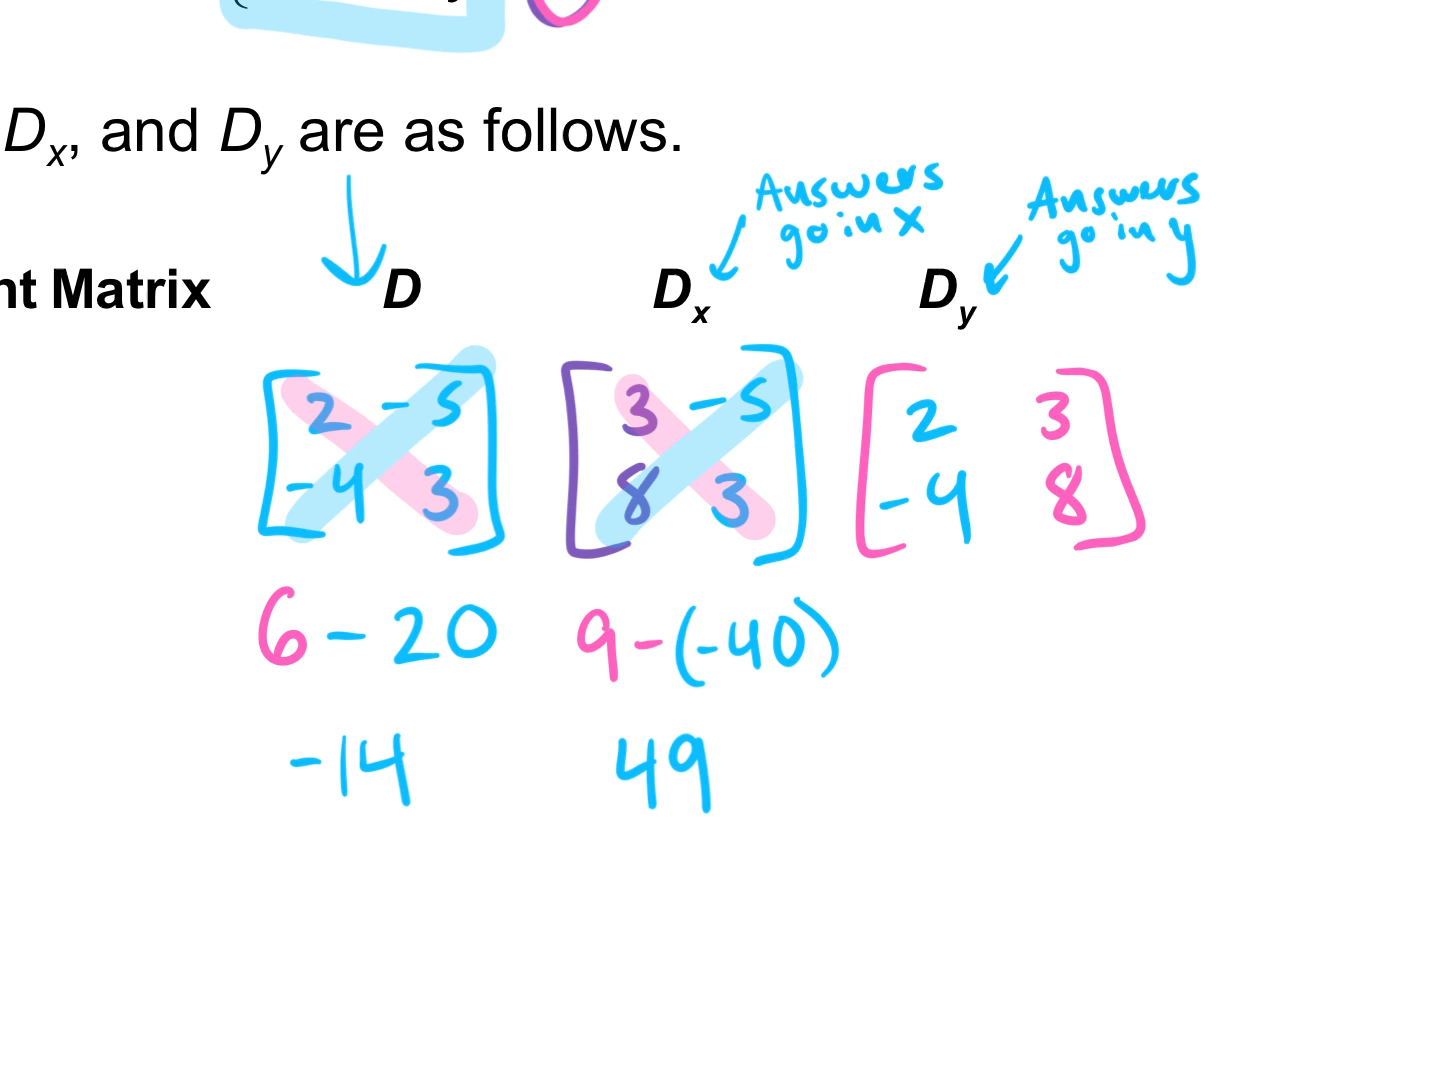 Dx, and Dy are as follows.
Answers
go in x
Answers
go in y
nt Matrix D Dx Dy
2 -5 3 -5 2 3
-4 3 8 3 -4 8
6 - 20 9 - (-40)
-14 49